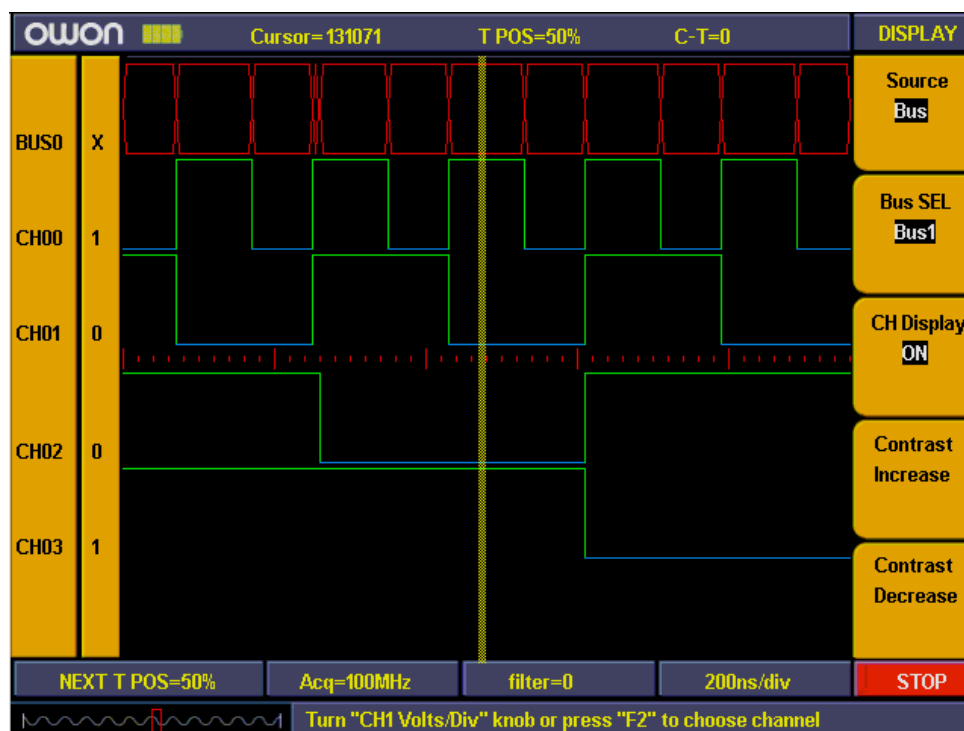 owon Cursor=131071 T POS=50% C-T=0 DISPLAY
Source
Bus
BUS0 X
Bus SEL
Bus1
CH00 1
CH01 0
CH Display
ON
CH02 0
Contrast
Increase
CH03 1
Contrast
Decrease
NEXT T POS=50% Acq=100MHz filter=0 200ns/div STOP
Turn "CH1 Volts/Div" knob or press "F2" to choose channel